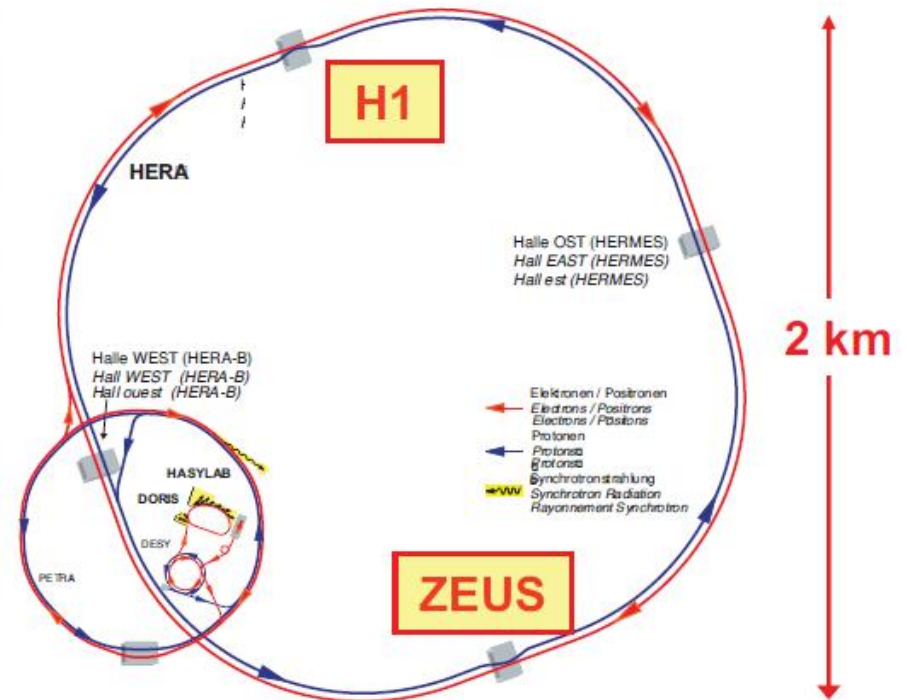 H1
HERA
Halle OST (HERMES)
Hall EAST (HERMES)
Hall est (HERMES)
2 km
Halle WEST (HERA-B)
Hall WEST (HERA-B)
Hall ouest (HERA-B)
Elektronen / Positronen
Electrons / Positrons
Electrons / Positons
Protonen
Protons
Protons
Synchrotronstrahlung
Synchrotron Radiation
Rayonnement Synchrotron
HASYLAB
DORIS
DESY
PETRA
ZEUS